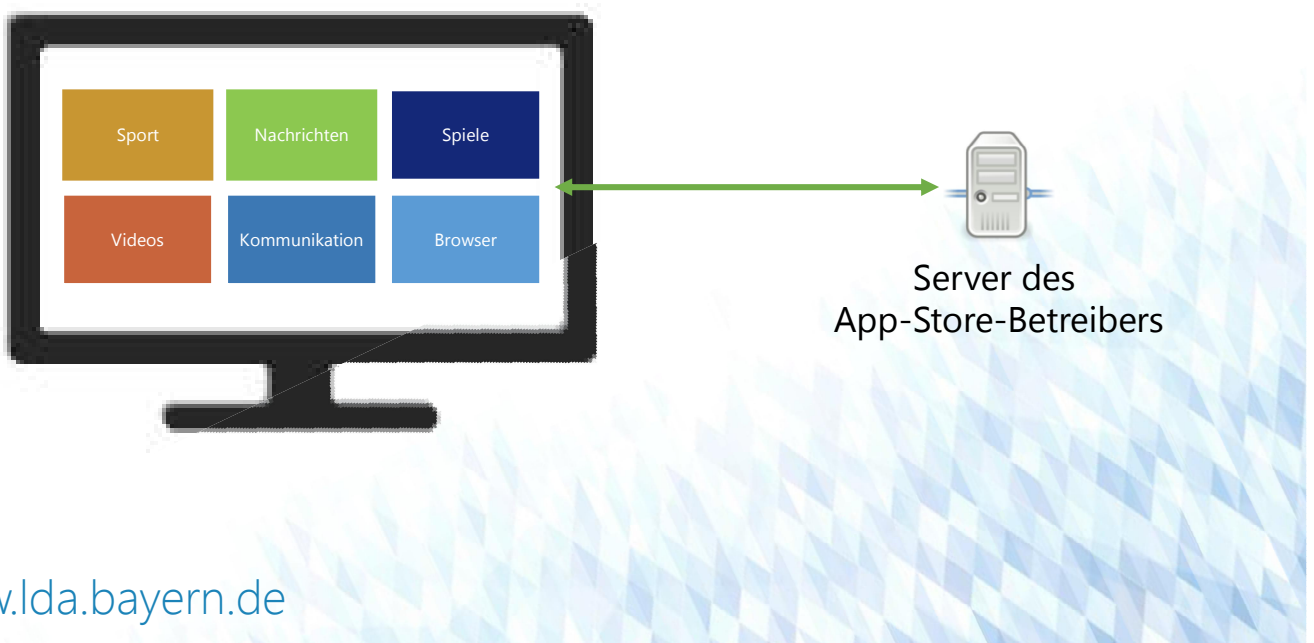 Sport
Nachrichten
Spiele
Videos
Kommunikation
Browser
Server des
App-Store-Betreibers
.lda.bayern.de